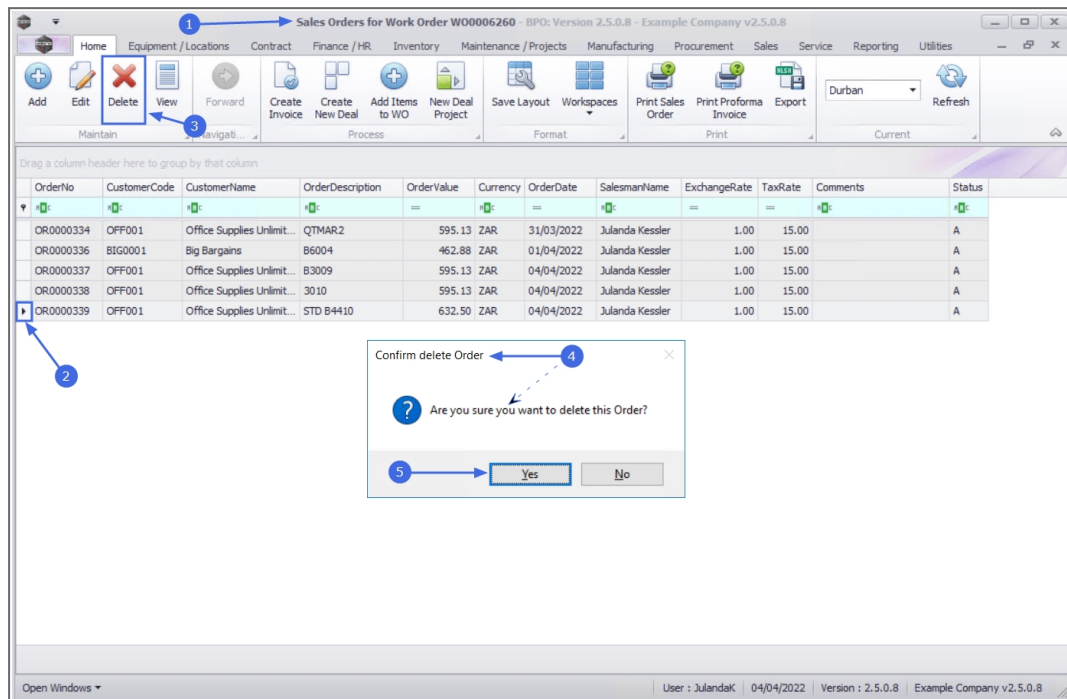 1
Sales Orders for Work Order WO0006260 - BPO: Version 2.5.0.8 - Example Company v2.5.0.8
Home Equipment / Locations Contract Finance / HR Inventory Maintenance / Projects Manufacturing Procurement Sales Service Reporting Utilities
Add Edit Delete View Forward Create Invoice Create New Deal Add Items to WO New Deal Project Save Layout Workspaces Print Sales Order Print Proforma Invoice Export Durban Refresh
3
Maintain Navigati... Process Format Print Current
Drag a column header here to group by that column
OrderNo CustomerCode CustomerName OrderDescription OrderValue Currency OrderDate SalesmanName ExchangeRate TaxRate Comments Status
OR0000334 OFF001 Office Supplies Unlimit... QTMAR2 595.13 ZAR 31/03/2022 Julanda Kessler 1.00 15.00 A
OR0000336 BIG0001 Big Bargains B6004 462.88 ZAR 01/04/2022 Julanda Kessler 1.00 15.00 A
OR0000337 OFF001 Office Supplies Unlimit... B3009 595.13 ZAR 04/04/2022 Julanda Kessler 1.00 15.00 A
OR0000338 OFF001 Office Supplies Unlimit... 3010 595.13 ZAR 04/04/2022 Julanda Kessler 1.00 15.00 A
OR0000339 OFF001 Office Supplies Unlimit... STD B4410 632.50 ZAR 04/04/2022 Julanda Kessler 1.00 15.00 A
2
Confirm delete Order 4
Are you sure you want to delete this Order?
5
Yes No
Open Windows User : JulandaK 04/04/2022 Version : 2.5.0.8 Example Company v2.5.0.8